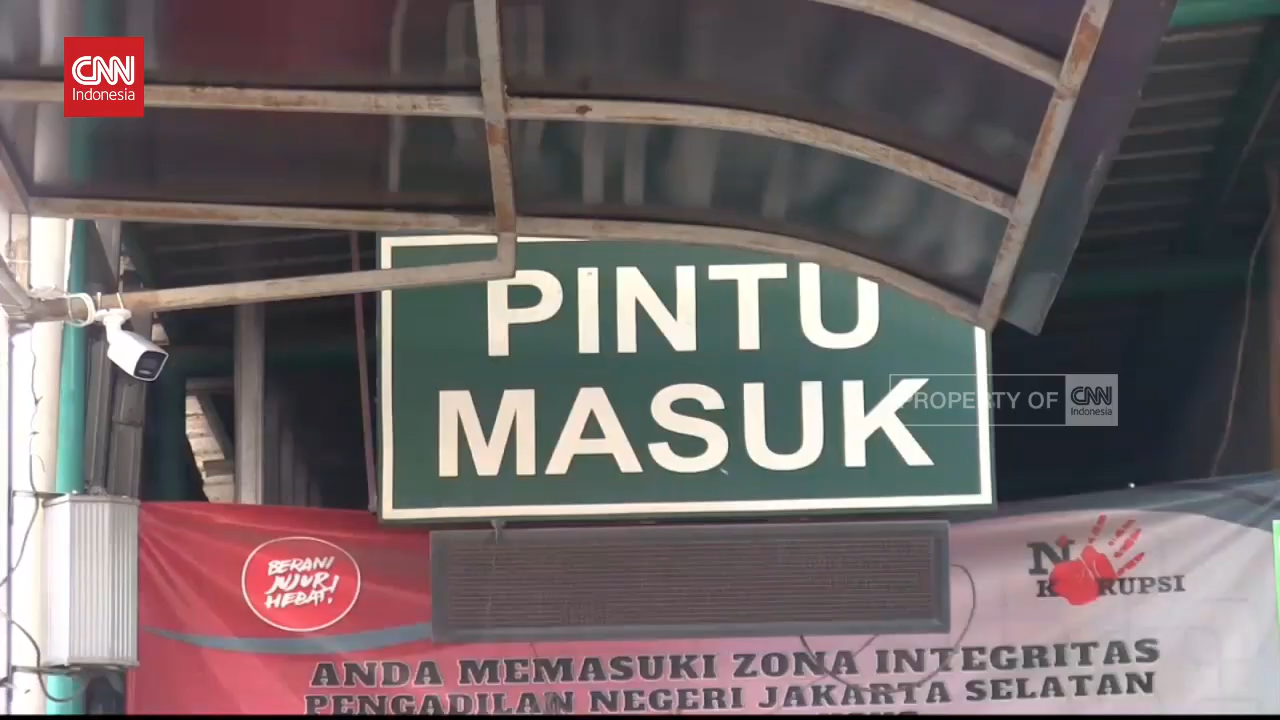 CNN
Indonesia
PINTU
MASUK
PROPERTY OF CNN
Indonesia
BERANI
JUJUR
HEBAT!
N
K RUPSI
ANDA MEMASUKI ZONA INTEGRITAS
PENGADILAN NEGERI JAKARTA SELATAN